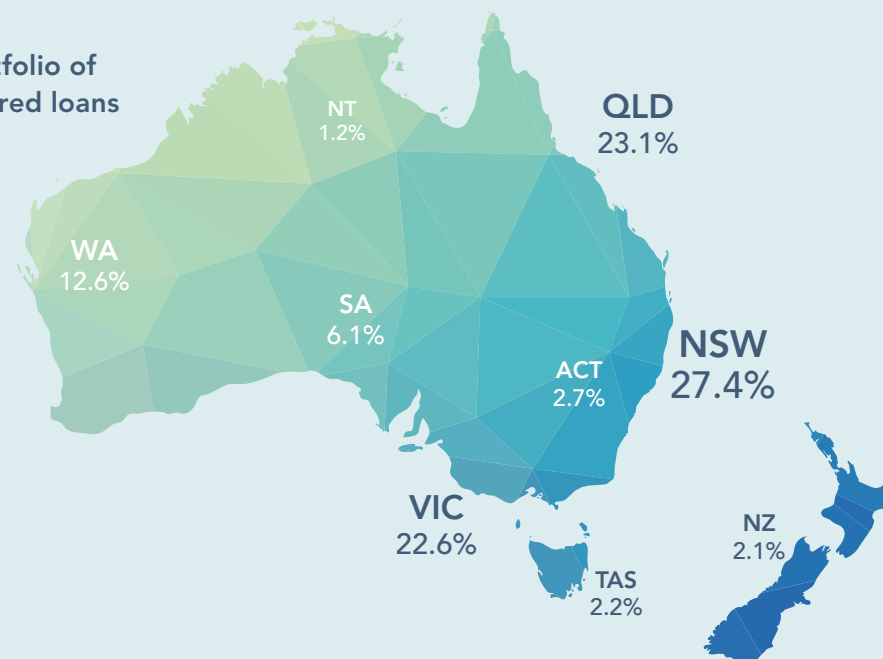 tfolio of
red loans
NT
1.2%
QLD
23.1%
WA
12.6%
SA
6.1%
NSW
27.4%
ACT
2.7%
VIC
22.6%
NZ
2.1%
TAS
2.2%